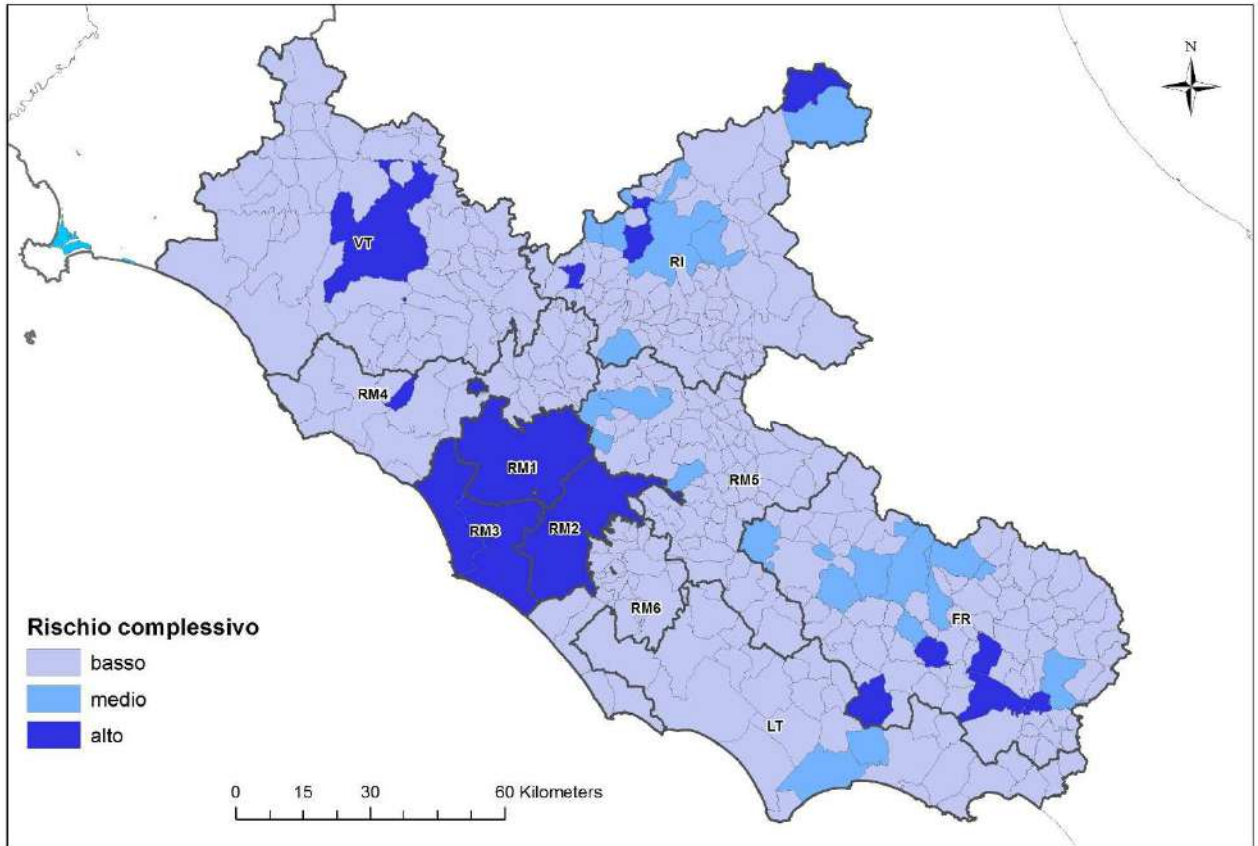 N
VT
RI
RM4
RM1
RM5
RM3
RM2
RM6
FR
LT
Rischio complessivo
basso
medio
alto
0 15 30 60 Kilometers